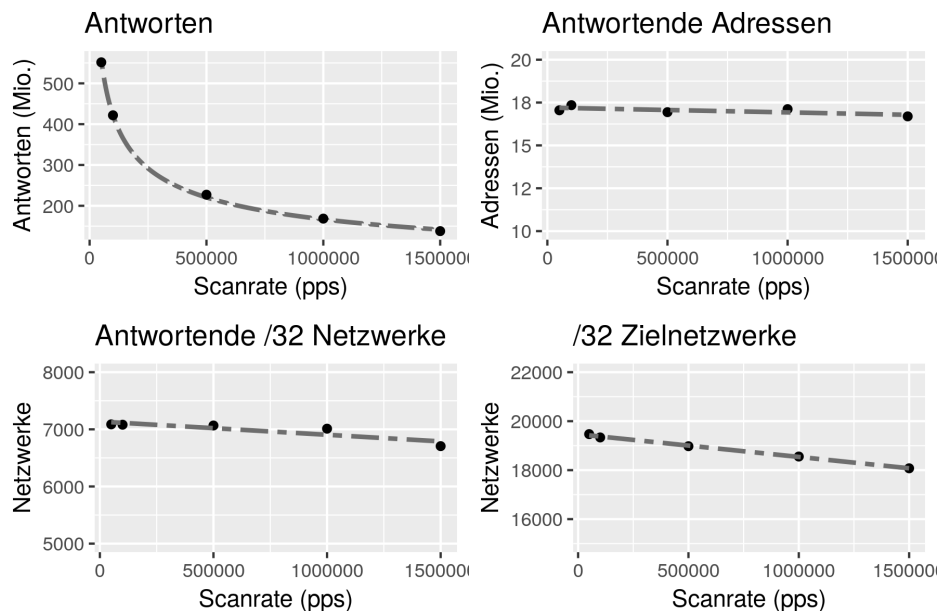 Antworten
Antworten (Mio.)
500
400
300
200
0
500000
1000000
1500000
Scanrate (pps)
Antwortende Adressen
Adressen (Mio.)
20
18
15
12
10
0
500000
1000000
1500000
Scanrate (pps)
Antwortende /32 Netzwerke
Netzwerke
8000
7000
6000
5000
0
500000
1000000
1500000
Scanrate (pps)
/32 Zielnetzwerke
Netzwerke
22000
20000
18000
16000
0
500000
1000000
1500000
Scanrate (pps)